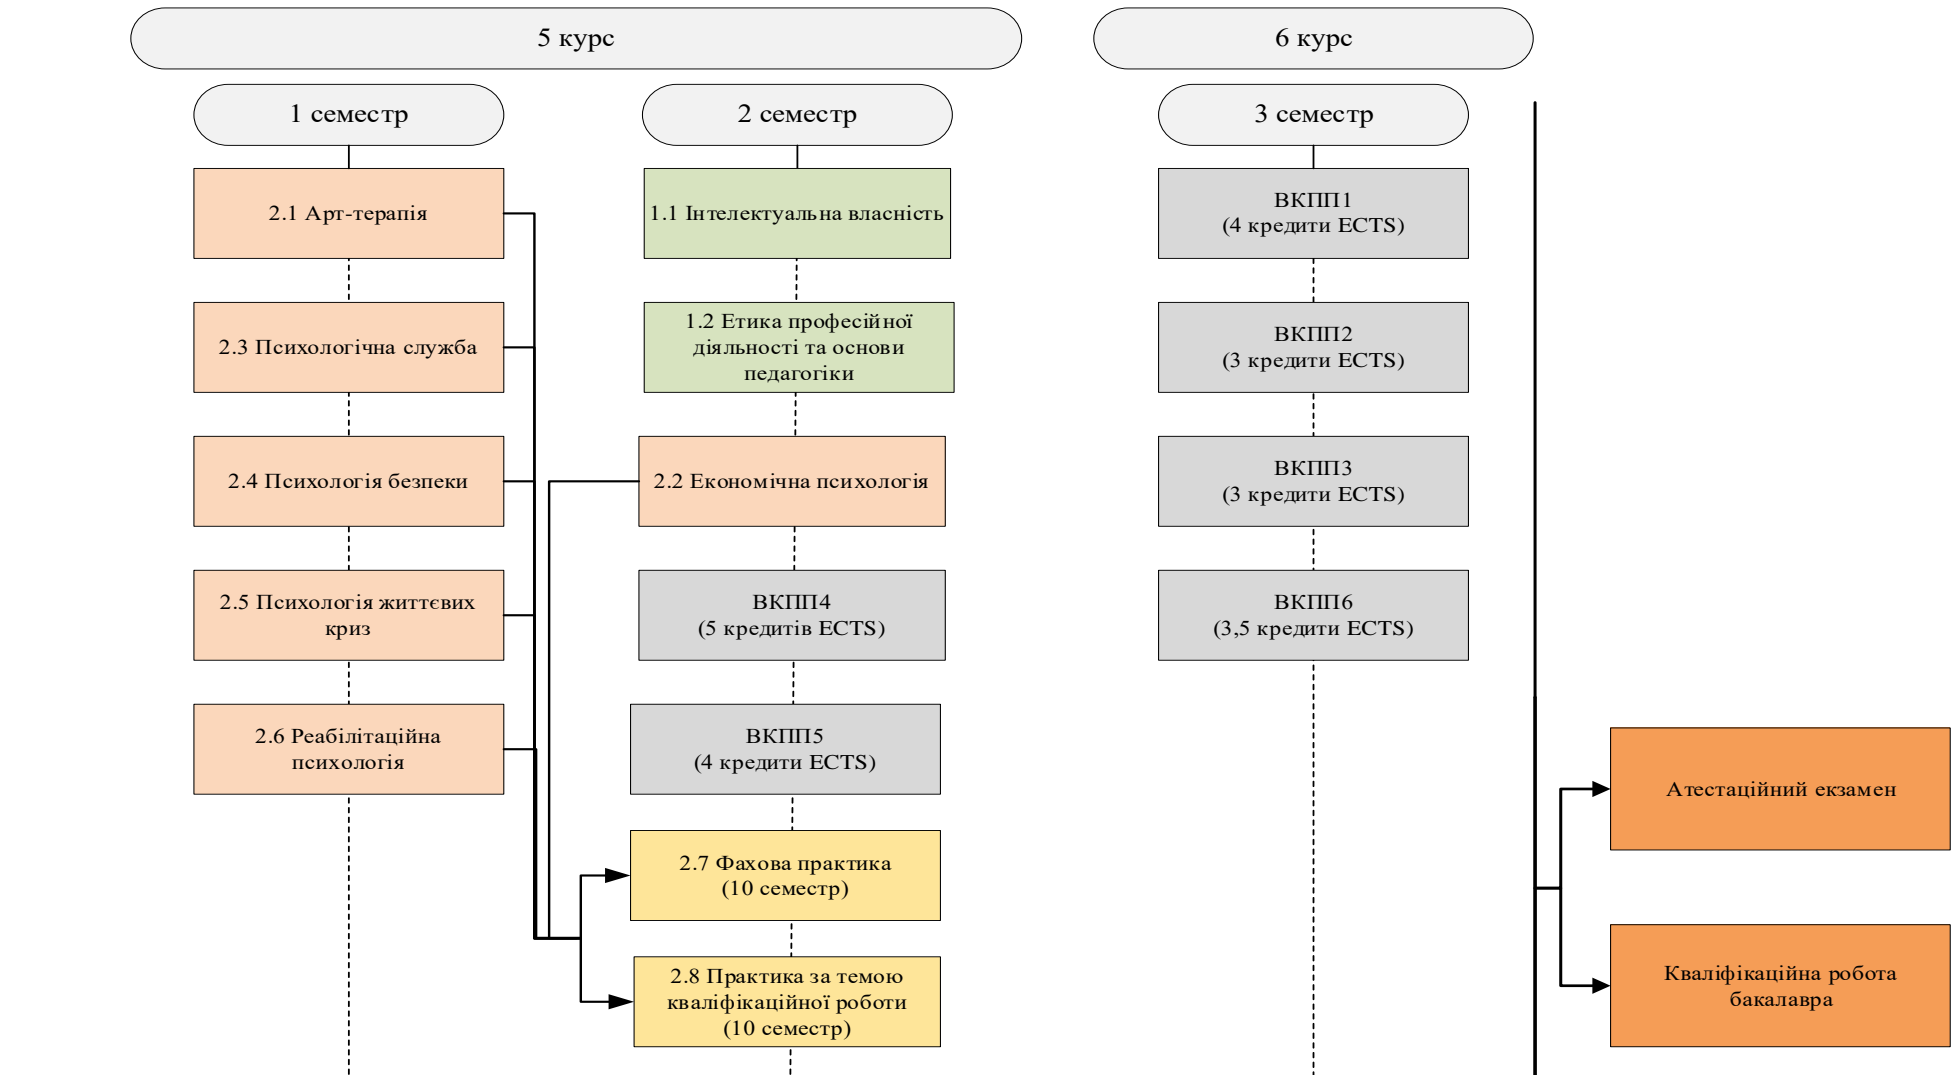 5 курс
6 курс
1 семестр
2 семестр
3 семестр
2.1 Арт-терапія
2.3 Психологічна служба
2.4 Психологія безпеки
2.5 Психологія життєвих
криз
2.6 Реабілітаційна
психологія
1.1 Інтелектуальна власність
1.2 Етика професійної
діяльності та основи
педагогіки
2.2 Економічна психологія
ВКПП4
(5 кредитів ECTS)
ВКПП5
(4 кредити ECTS)
2.7 Фахова практика
(10 семестр)
2.8 Практика за темою
кваліфікаційної роботи
(10 семестр)
ВКПП1
(4 кредити ECTS)
ВКПП2
(3 кредити ECTS)
ВКПП3
(3 кредити ECTS)
ВКПП6
(3,5 кредити ECTS)
Атестаційний екзамен
Кваліфікаційна робота
бакалавра